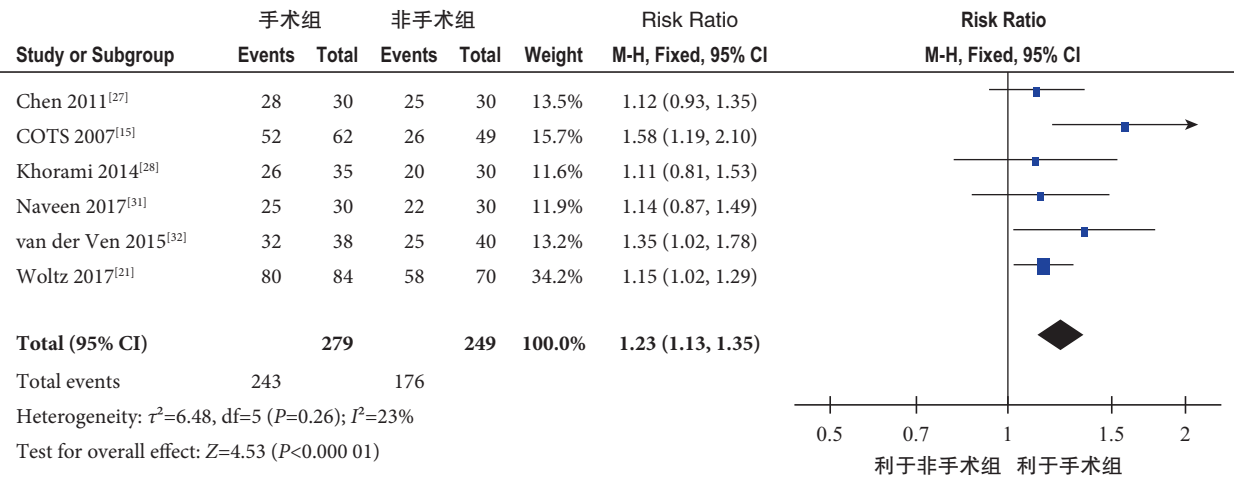 手术组 非手术组 Risk Ratio Risk Ratio
Study or Subgroup Events Total Events Total Weight M-H, Fixed, 95% CI M-H, Fixed, 95% CI
Chen 2011[27] 28 30 25 30 13.5% 1.12 (0.93, 1.35)
COTS 2007[15] 52 62 26 49 15.7% 1.58 (1.19, 2.10)
Khorami 2014[28] 26 35 20 30 11.6% 1.11 (0.81, 1.53)
Naveen 2017[31] 25 30 22 30 11.9% 1.14 (0.87, 1.49)
van der Ven 2015[32] 32 38 25 40 13.2% 1.35 (1.02, 1.78)
Woltz 2017[21] 80 84 58 70 34.2% 1.15 (1.02, 1.29)
Total (95% CI) 279 249 100.0% 1.23 (1.13, 1.35)
Total events 243 176
Heterogeneity: τ²=6.48, df=5 (P=0.26); I²=23%
Test for overall effect: Z=4.53 (P<0.000 01)
0.5 0.7 1 1.5 2
利于非手术组 利于手术组